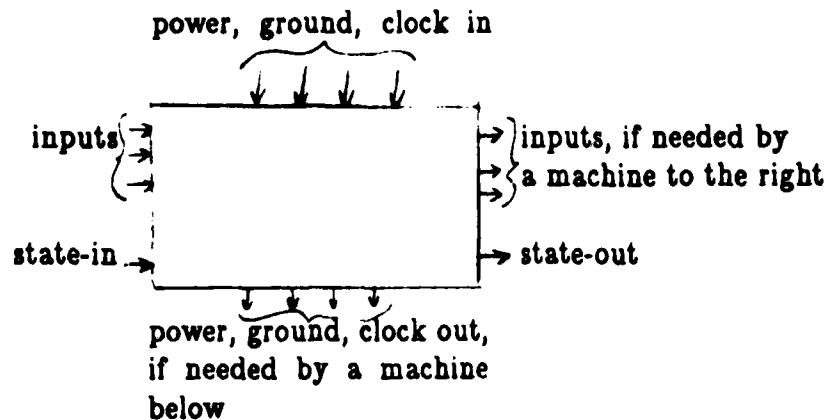 power, ground, clock in
inputs
inputs, if needed by
a machine to the right
state-in
state-out
power, ground, clock out,
if needed by a machine
below